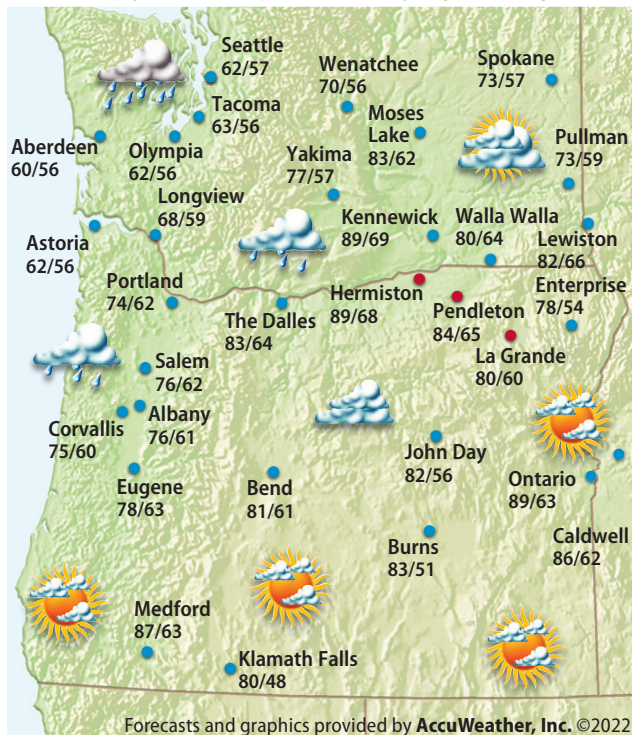 Seattle
62/57
Wenatchee
70/56
Spokane
73/57
Tacoma
63/56
Moses
Lake
83/62
Aberdeen
60/56
Olympia
62/56
Yakima
77/57
Pullman
73/59
Longview
68/59
Kennewick
89/69
Walla Walla
80/64
Lewiston
82/66
Astoria
62/56
Portland
74/62
The Dalles
83/64
Hermiston
89/68
Pendleton
84/65
Enterprise
78/54
La Grande
80/60
Salem
76/62
Albany
76/61
Corvallis
75/60
John Day
82/56
Ontario
89/63
Eugene
78/63
Bend
81/61
Caldwell
86/62
Burns
83/51
Medford
87/63
Klamath Falls
80/48
Forecasts and graphics provided by AccuWeather, Inc. ©2022